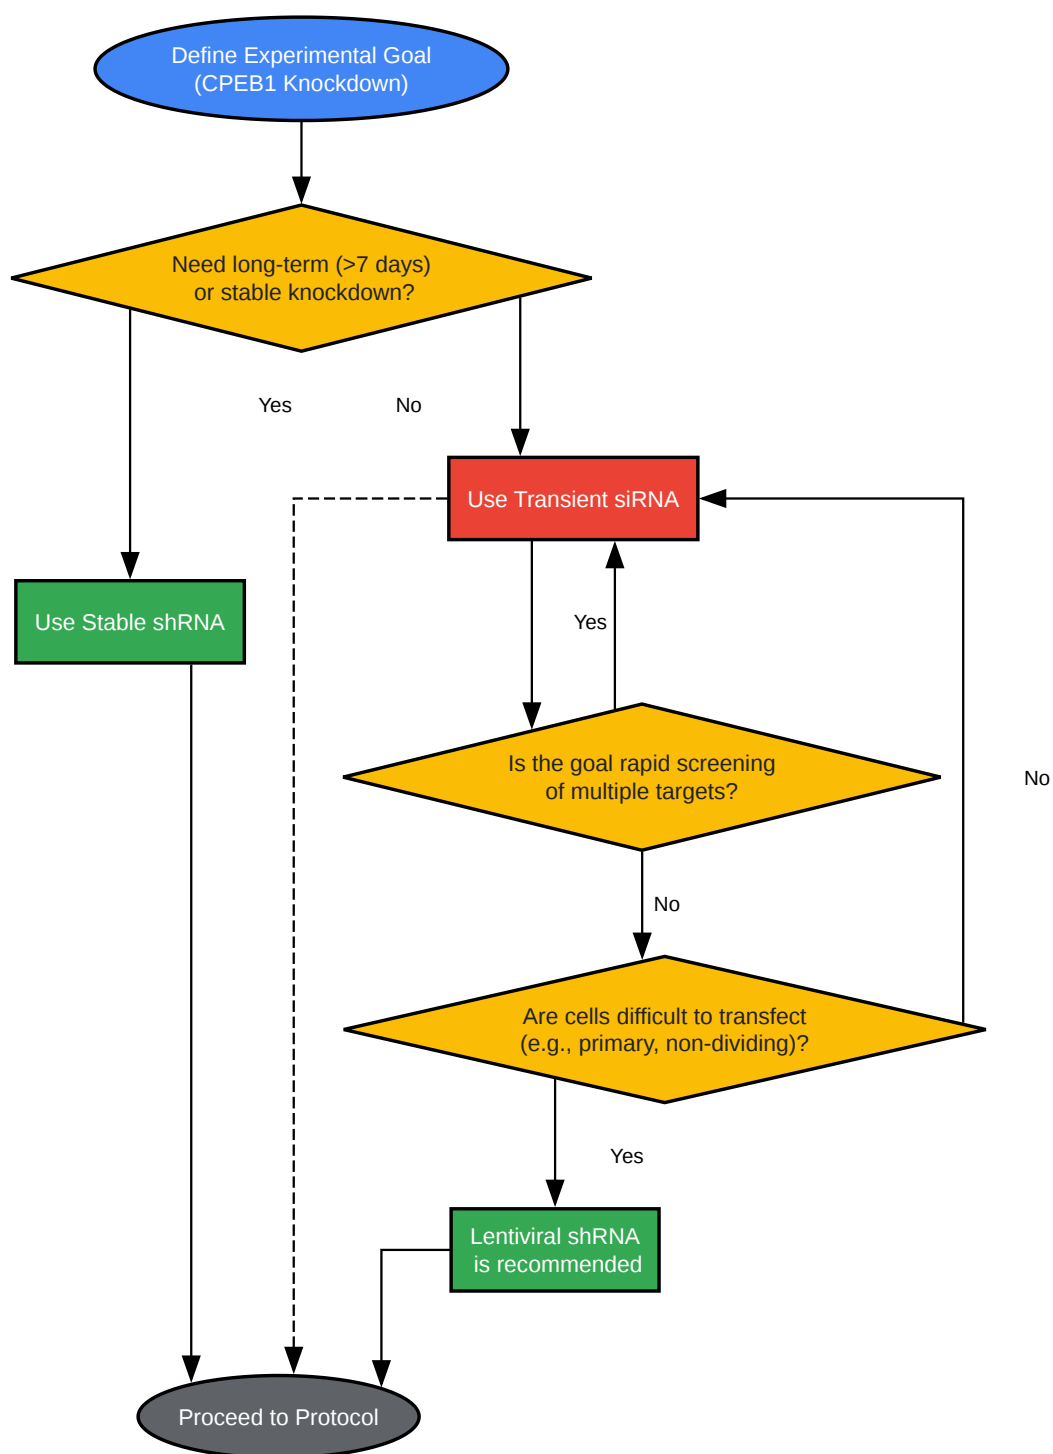 Define Experimental Goal
(CPEB1 Knockdown)
Need long-term (>7 days)
or stable knockdown?
Yes
No
Use Transient siRNA
Use Stable shRNA
Yes
Is the goal rapid screening
of multiple targets?
No
No
Are cells difficult to transfect
(e.g., primary, non-dividing)?
Yes
Lentiviral shRNA
is recommended
Proceed to Protocol